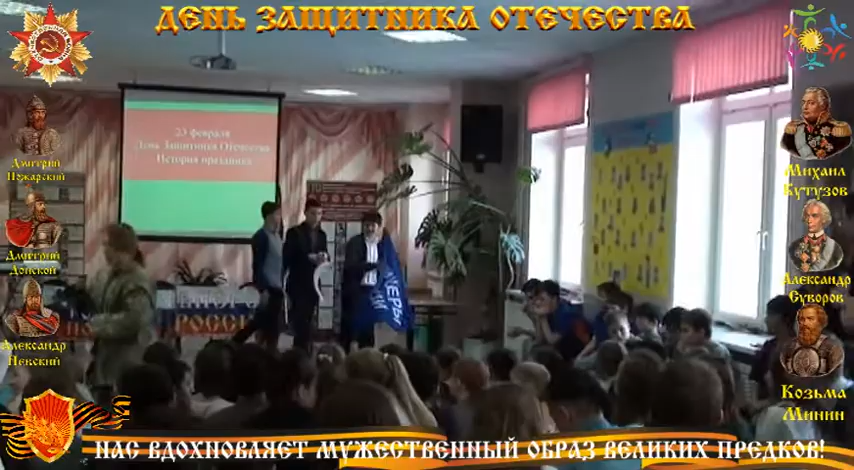 ДЕНЬ ЗАЩИТНИКА ОТЕЧЕСТВА
23 февраля
День Защитника Отечества
История праздника
Дмитрий
Пожарский
Дмитрий
Донской
Александр
Невский
Михаил
Кутузов
Александр
Суворов
Козьма
Минин
НАС ВДОХНОВЛЯЕТ МУЖЕСТВЕННЫЙ ОБРАЗ ВЕЛИКИХ ПРЕДКОВ!